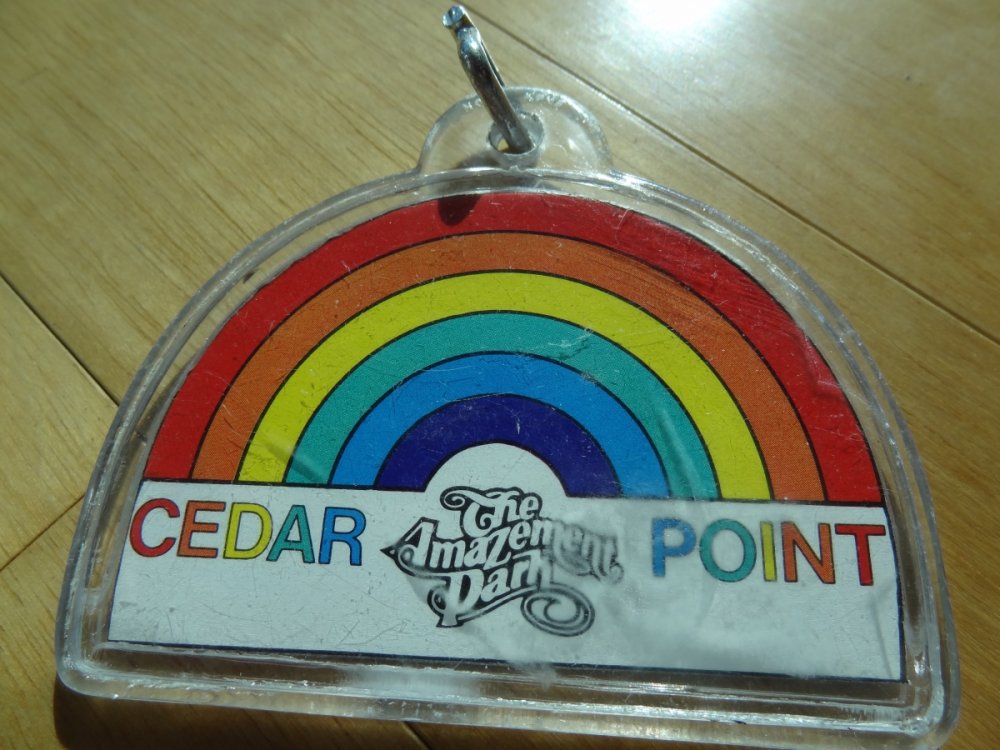 CEDAR POINT
The
Amazement
Park